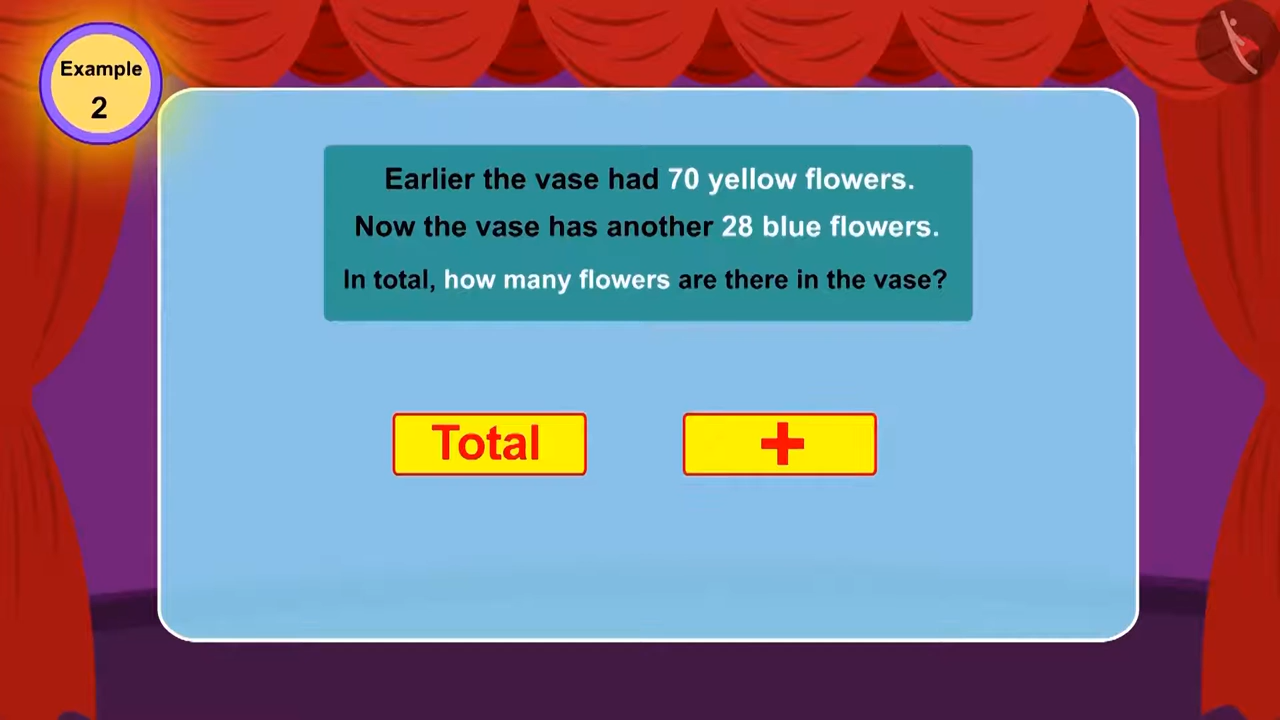 Example
2
Earlier the vase had 70 yellow flowers.
Now the vase has another 28 blue flowers.
In total, how many flowers are there in the vase?
Total
+